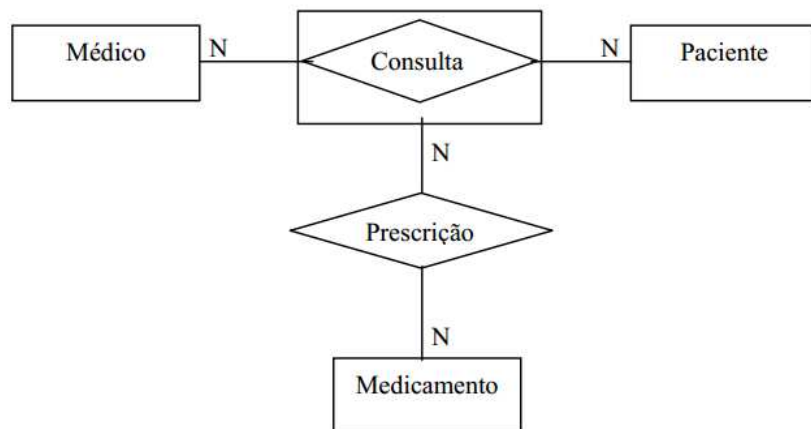 Médico
N
Consulta
N
Paciente
N
Prescrição
N
Medicamento